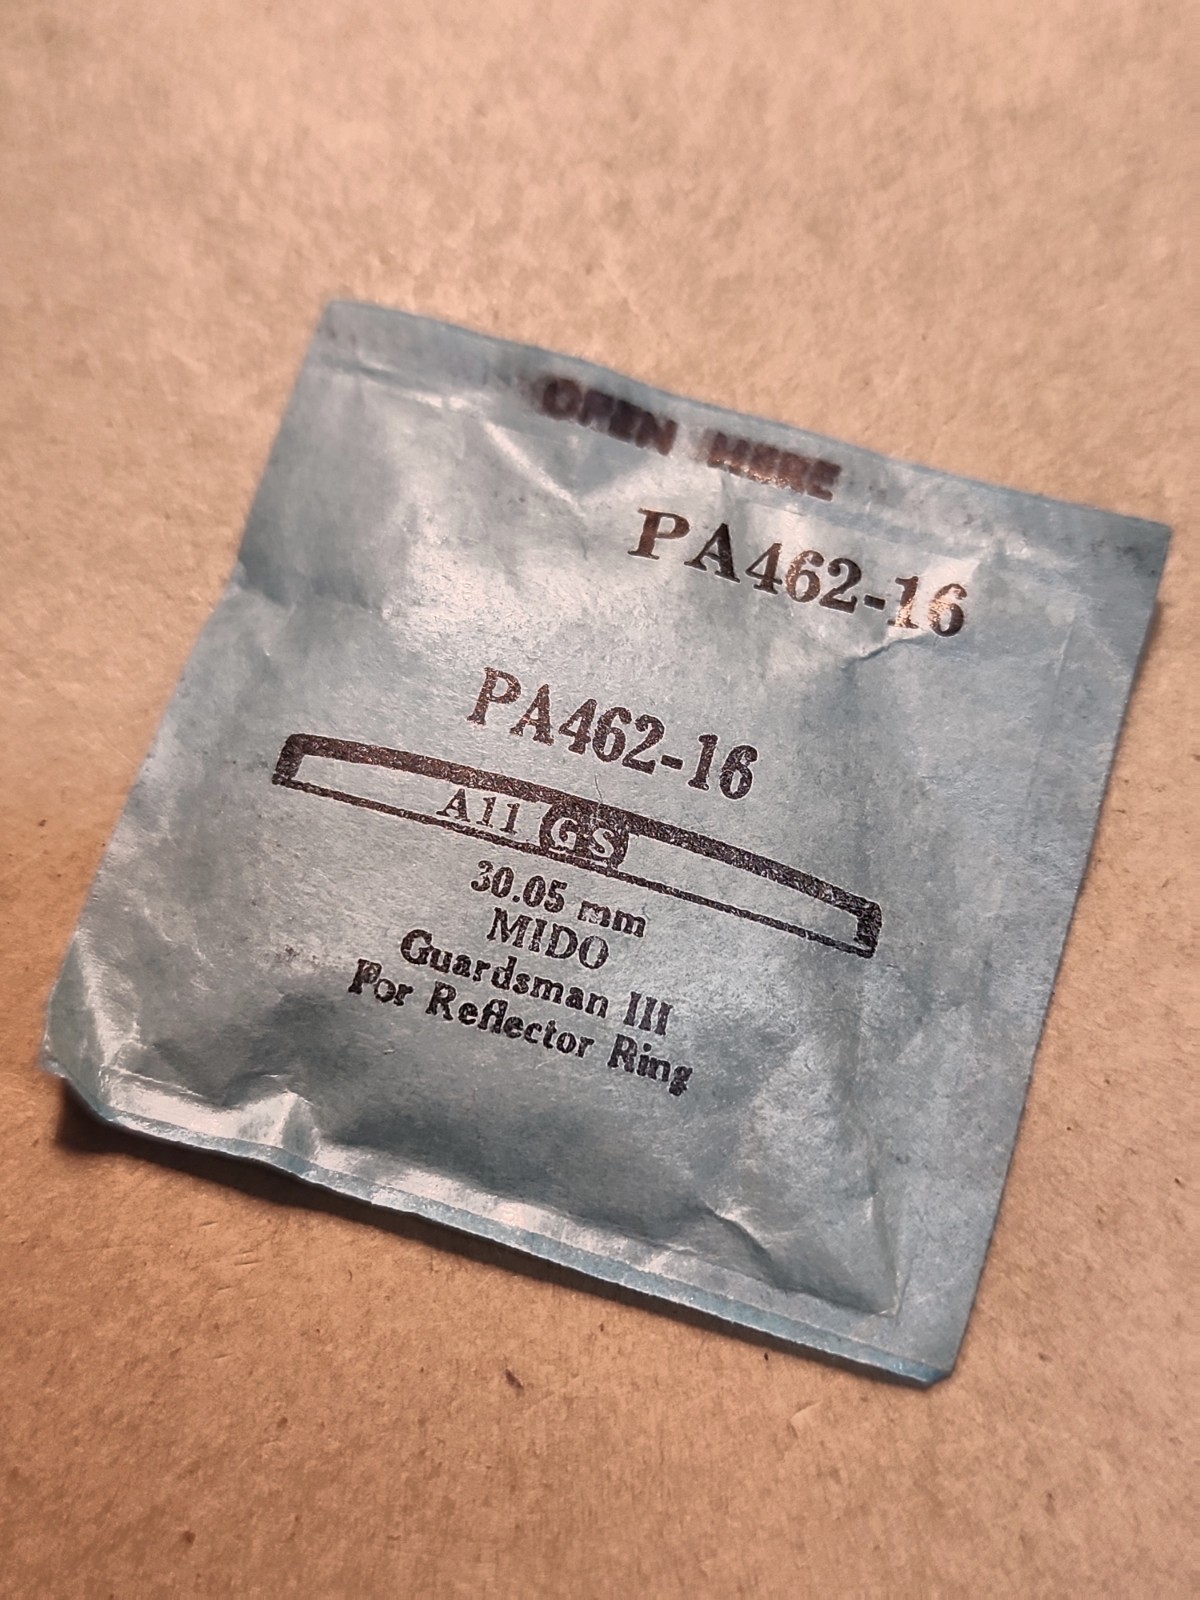 OPEN HERE
PA462-16
PA462-16
A11 GS
30.05 mm
MIDO
Guardsman III
For Reflector Ring